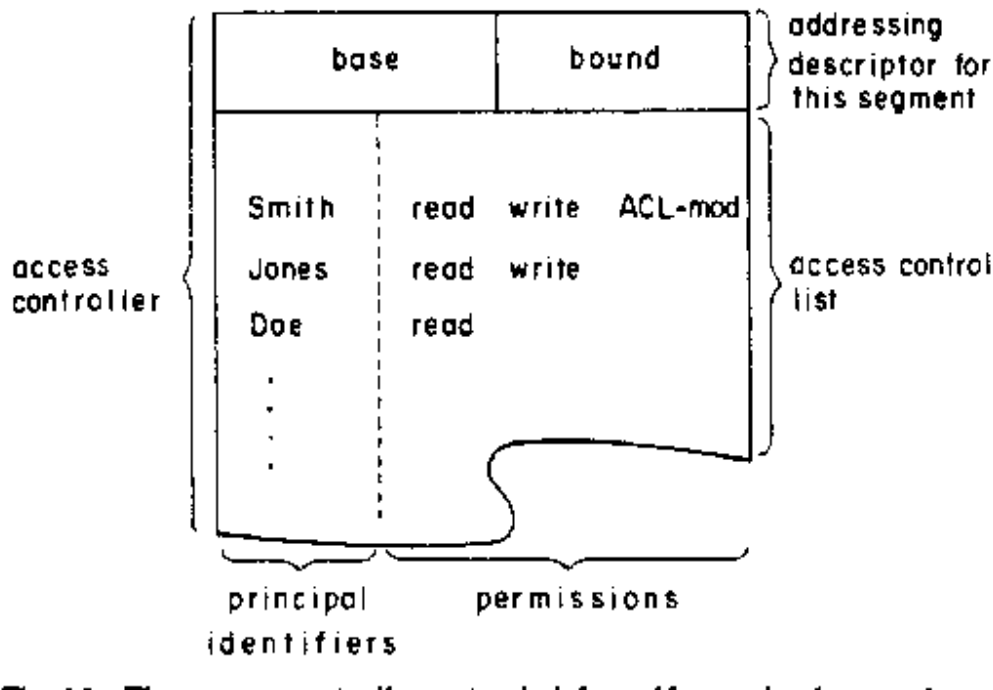 base bound
addressing
descriptor for
this segment
Smith read write ACL-mod
Jones read write
Doe read
access
controller
access control
list
principal
identifiers
permissions